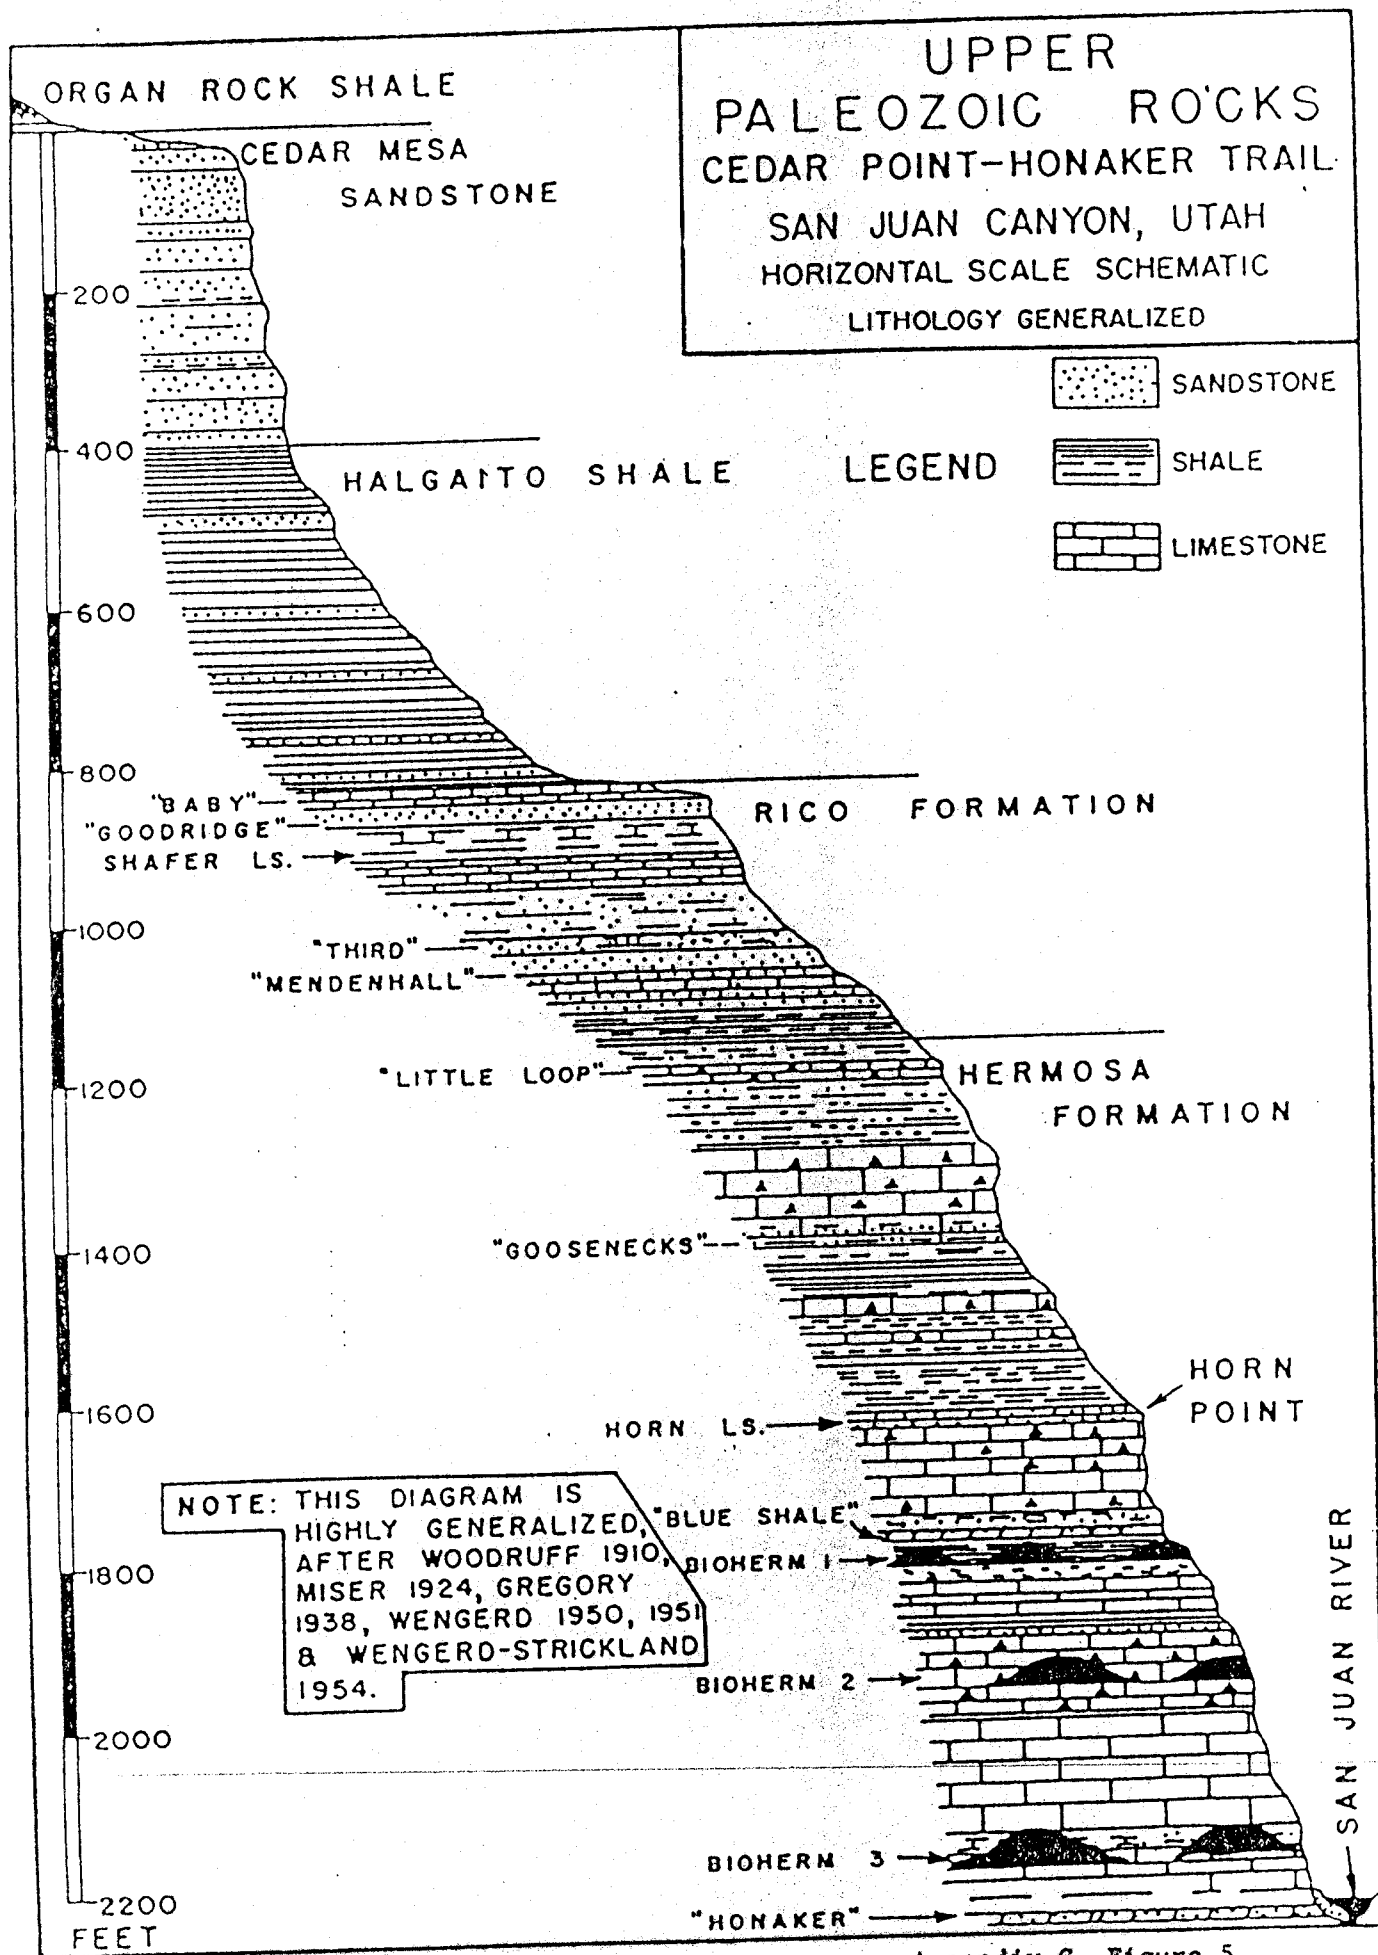 UPPER
PALEOZOIC ROCKS
CEDAR POINT-HONAKER TRAIL
SAN JUAN CANYON, UTAH
HORIZONTAL SCALE SCHEMATIC
LITHOLOGY GENERALIZED
ORGAN ROCK SHALE
CEDAR MESA
SANDSTONE
200
SANDSTONE
400
HALGAITO SHALE
LEGEND
SHALE
LIMESTONE
600
800
"BABY"
RICO FORMATION
"GOODRIDGE"
SHAFER LS.
1000
"THIRD"
"MENDENHALL"
"LITTLE LOOP"
1200
HERMOSA
FORMATION
"GOOSENECKS"
1400
HORN
POINT
1600
HORN LS.
NOTE: THIS DIAGRAM IS
HIGHLY GENERALIZED,
AFTER WOODRUFF 1910,
MISER 1924, GREGORY
1938, WENGERD 1950, 1951
& WENGERD-STRICKLAND
1954.
"BLUE SHALE"
BIOHERM 1
1800
BIOHERM 2
2000
SAN JUAN RIVER
BIOHERM 3
2200
FEET
"HONAKER"
C, Figure 5